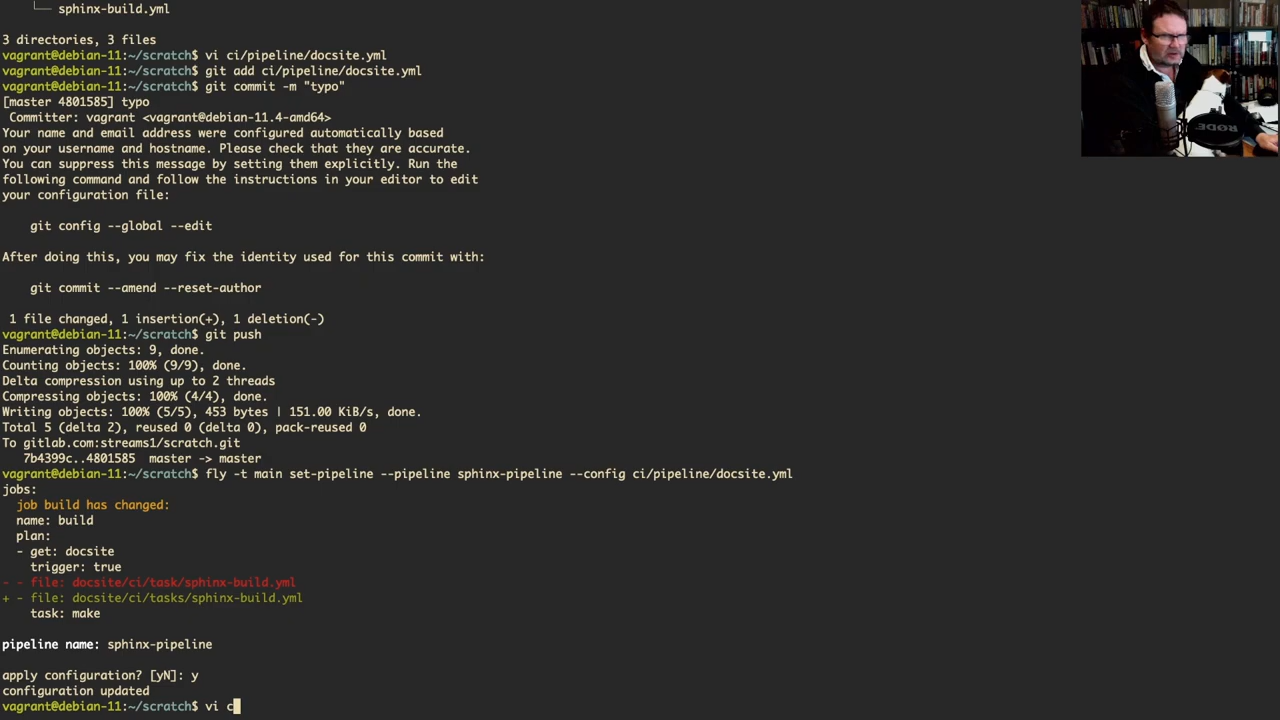 └── sphinx-build.yml
3 directories, 3 files
vagrant@debian-11:~/scratch$ vi ci/pipeline/docsite.yml
vagrant@debian-11:~/scratch$ git add ci/pipeline/docsite.yml
vagrant@debian-11:~/scratch$ git commit -m "typo"
[master 4801585] typo
Committer: vagrant <vagrant@debian-11.4-amd64>
Your name and email address were configured automatically based
on your username and hostname. Please check that they are accurate.
You can suppress this message by setting them explicitly. Run the
following command and follow the instructions in your editor to edit
your configuration file:
git config --global --edit
After doing this, you may fix the identity used for this commit with:
git commit --amend --reset-author
1 file changed, 1 insertion(+), 1 deletion(-)
vagrant@debian-11:~/scratch$ git push
Enumerating objects: 9, done.
Counting objects: 100% (9/9), done.
Delta compression using up to 2 threads
Compressing objects: 100% (4/4), done.
Writing objects: 100% (5/5), 453 bytes | 151.00 KiB/s, done.
Total 5 (delta 2), reused 0 (delta 0), pack-reused 0
To gitlab.com:streams1/scratch.git
7b4399c..4801585  master -> master
vagrant@debian-11:~/scratch$ fly -t main set-pipeline --pipeline sphinx-pipeline --config ci/pipeline/docsite.yml
jobs:
job build has changed:
name: build
plan:
- get: docsite
trigger: true
- - file: docsite/ci/task/sphinx-build.yml
+ - file: docsite/ci/tasks/sphinx-build.yml
task: make
pipeline name: sphinx-pipeline
apply configuration? [yN]: y
configuration updated
vagrant@debian-11:~/scratch$ vi c
RODE